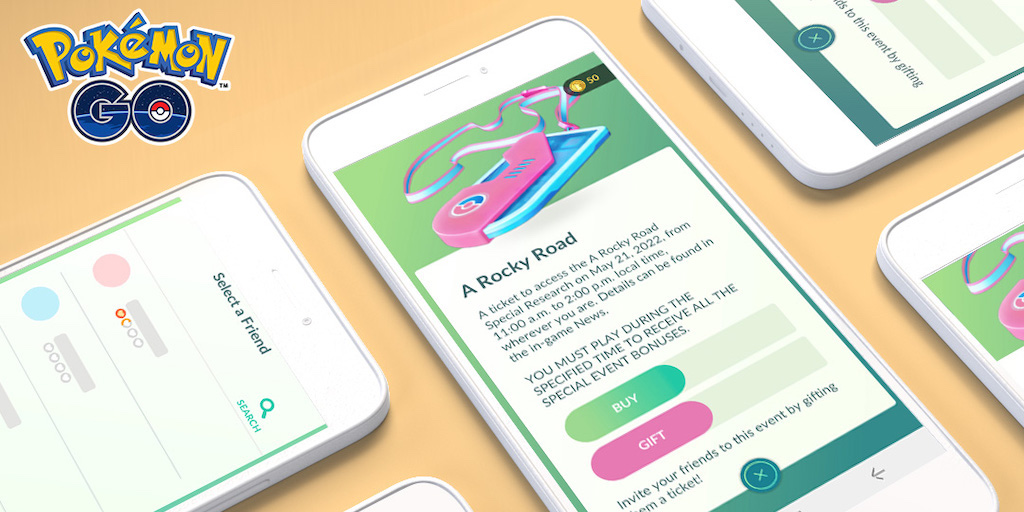 POKÉMON
GO
TM
50
A Rocky Road
A ticket to access the A Rocky Road
Special Research on May 21, 2022, from
11:00 a.m. to 2:00 p.m. local time,
wherever you are. Details can be found in
the in-game News.
YOU MUST PLAY DURING THE
SPECIFIED TIME TO RECEIVE ALL THE
SPECIAL EVENT BONUSES.
BUY
GIFT
Invite your friends to this event by gifting
them a ticket!
Select a Friend
SEARCH
ds to this event by gifting